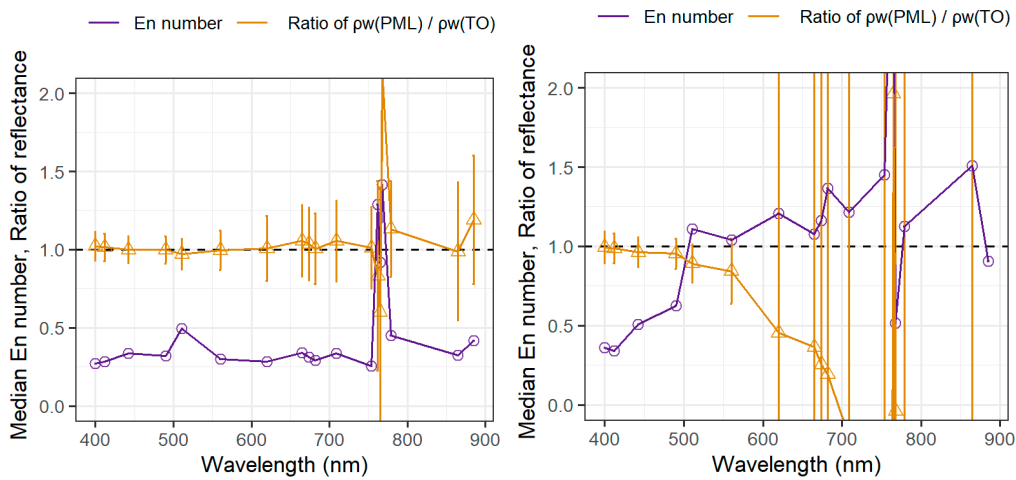 En number Ratio of ρw(PML) / ρw(TO)
Median En number, Ratio of reflectance
2.0
1.5
1.0
0.5
0.0
400 500 600 700 800 900
Wavelength (nm)
En number Ratio of ρw(PML) / ρw(TO)
Median En number, Ratio of reflectance
2.0
1.5
1.0
0.5
0.0
400 500 600 700 800 900
Wavelength (nm)